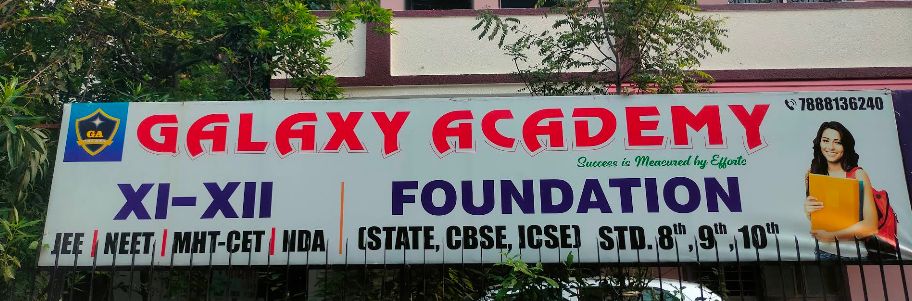 7888136240
GA
GALAXY ACADEMY
Success is Measured by Efforts
XI-XII | FOUNDATION
JEE | NEET | MHT-CET | NDA (STATE, CBSE, ICSE) STD. 8th, 9th, 10th